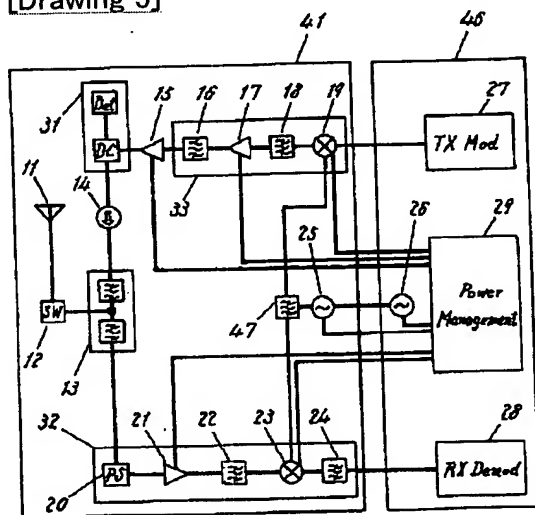 [Drawing 5]
41
46
31
15
16
17
18
19
27
Det
DC
TX Mod
33
11
14
25
26
29
Power
Management
SW
12
13
47
32
21
22
23
24
28
20
PS
RX Demod